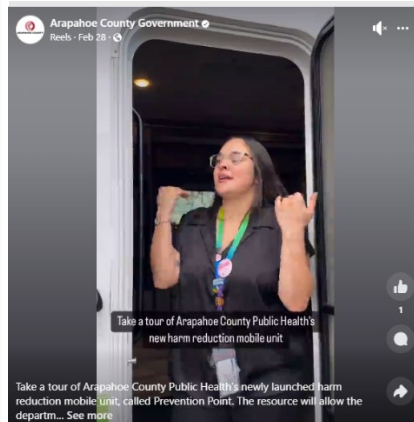 Arapahoe County Government
Reels · Feb 28 ·
Take a tour of Arapahoe County Public Health's
new harm reduction mobile unit
1
Take a tour of Arapahoe County Public Health's newly launched harm
reduction mobile unit, called Prevention Point. The resource will allow the
departm... See more